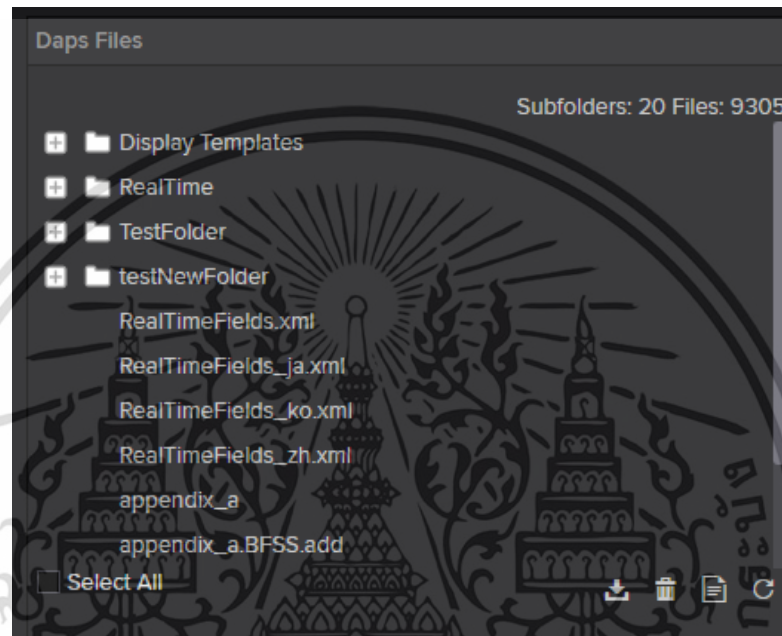 Daps Files
Subfolders: 20 Files: 9305
Display Templates
RealTime
TestFolder
testNewFolder
RealTimeFields.xml
RealTimeFields_ja.xml
RealTimeFields_ko.xml
RealTimeFields_zh.xml
appendix_a
appendix_a.BFSS.add
Select All